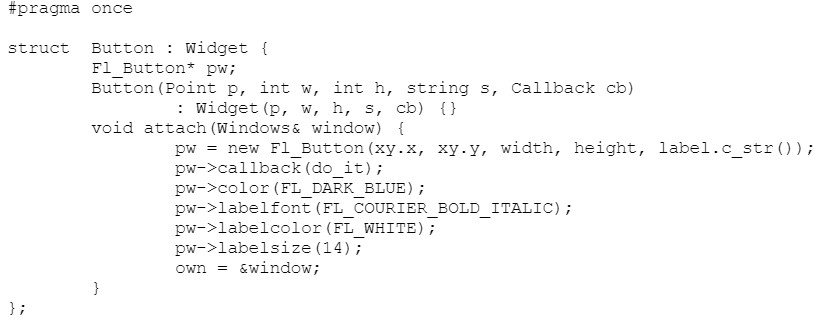 #pragma once

struct  Button : Widget {
        Fl_Button* pw;
        Button(Point p, int w, int h, string s, Callback cb)
                : Widget(p, w, h, s, cb) {}
        void attach(Windows& window) {
                pw = new Fl_Button(xy.x, xy.y, width, height, label.c_str());
                pw->callback(do_it);
                pw->color(FL_DARK_BLUE);
                pw->labelfont(FL_COURIER_BOLD_ITALIC);
                pw->labelcolor(FL_WHITE);
                pw->labelsize(14);
                own = &window;
        }
};